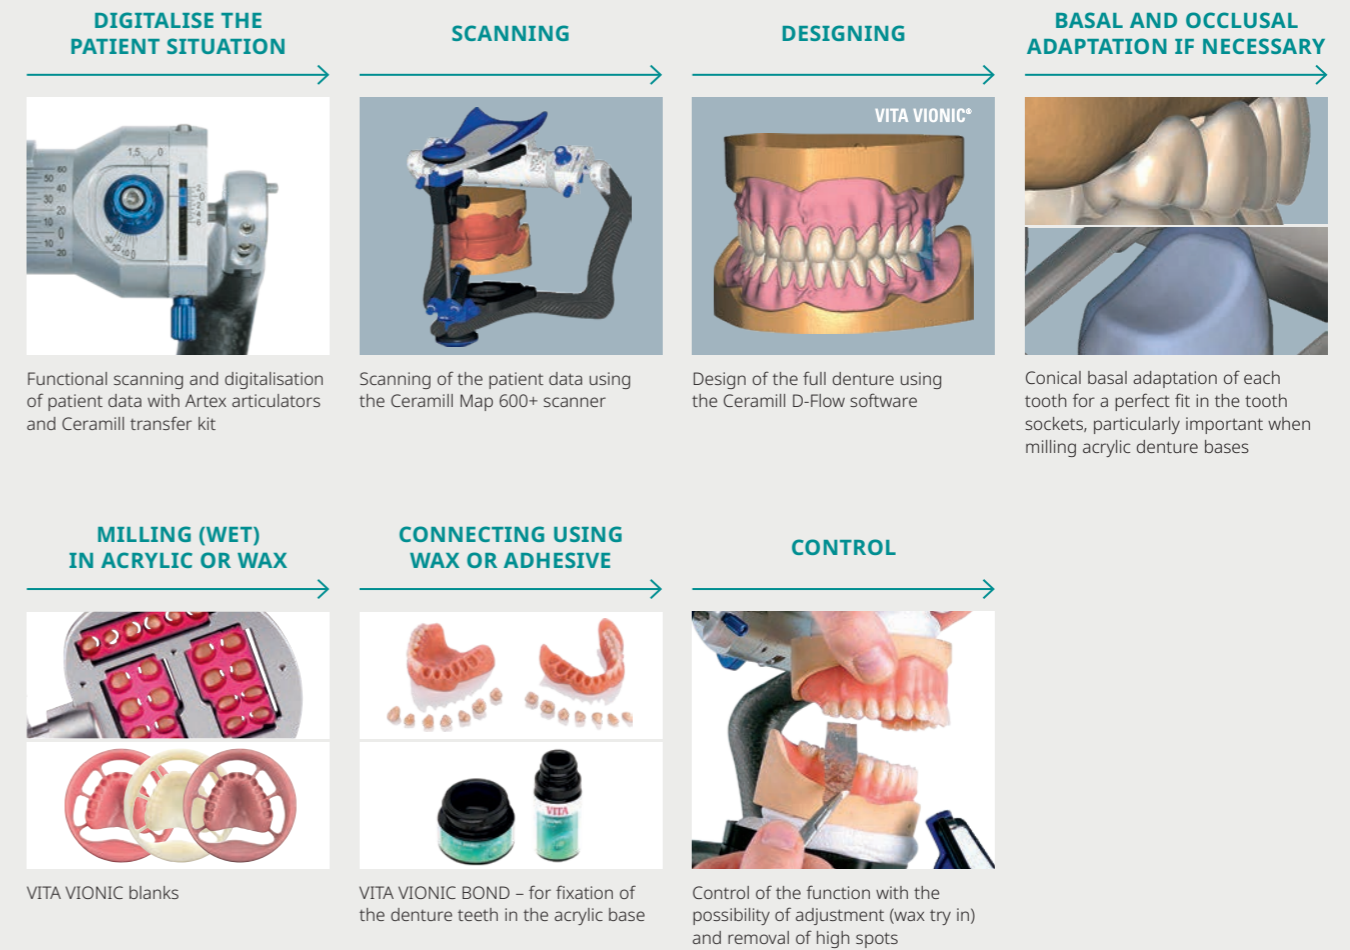 DIGITALISE THE
PATIENT SITUATION
Functional scanning and digitalisation
of patient data with Artex articulators
and Ceramill transfer kit
SCANNING
Scanning of the patient data using
the Ceramill Map 600+ scanner
DESIGNING
VITA VIONIC®
Design of the full denture using
the Ceramill D-Flow software
BASAL AND OCCLUSAL
ADAPTATION IF NECESSARY
Conical basal adaptation of each
tooth for a perfect fit in the tooth
sockets, particularly important when
milling acrylic denture bases
MILLING (WET)
IN ACRYLIC OR WAX
VITA VIONIC blanks
CONNECTING USING
WAX OR ADHESIVE
VITA
VITA VIONIC BOND – for fixation of
the denture teeth in the acrylic base
CONTROL
Control of the function with the
possibility of adjustment (wax try in)
and removal of high spots